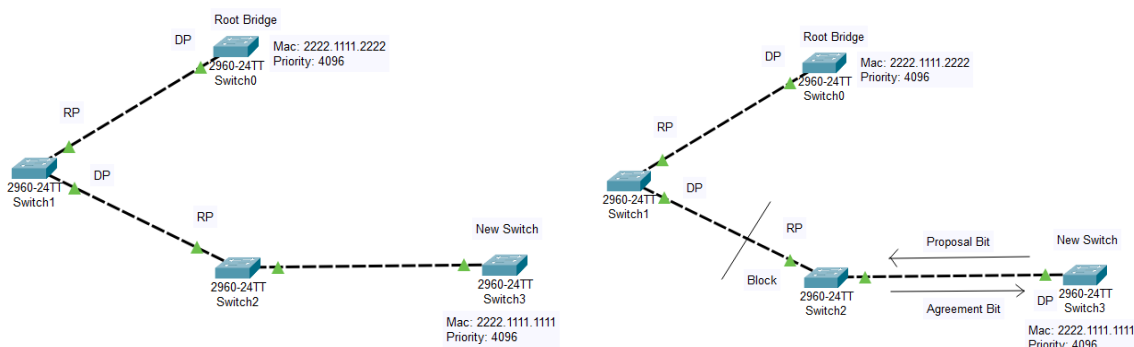 Root Bridge
DP
Mac: 2222.1111.2222
Priority: 4096
2960-24TT
Switch0
RP
2960-24TT
Switch1
DP
RP
New Switch
2960-24TT
Switch2
2960-24TT
Switch3
Mac: 2222.1111.1111
Priority: 4096
Root Bridge
DP
Mac: 2222.1111.2222
Priority: 4096
2960-24TT
Switch0
RP
2960-24TT
Switch1
DP
RP
Proposal Bit
New Switch
Block
2960-24TT
Switch2
Agreement Bit
DP
2960-24TT
Switch3
Mac: 2222.1111.1111
Priority: 4096